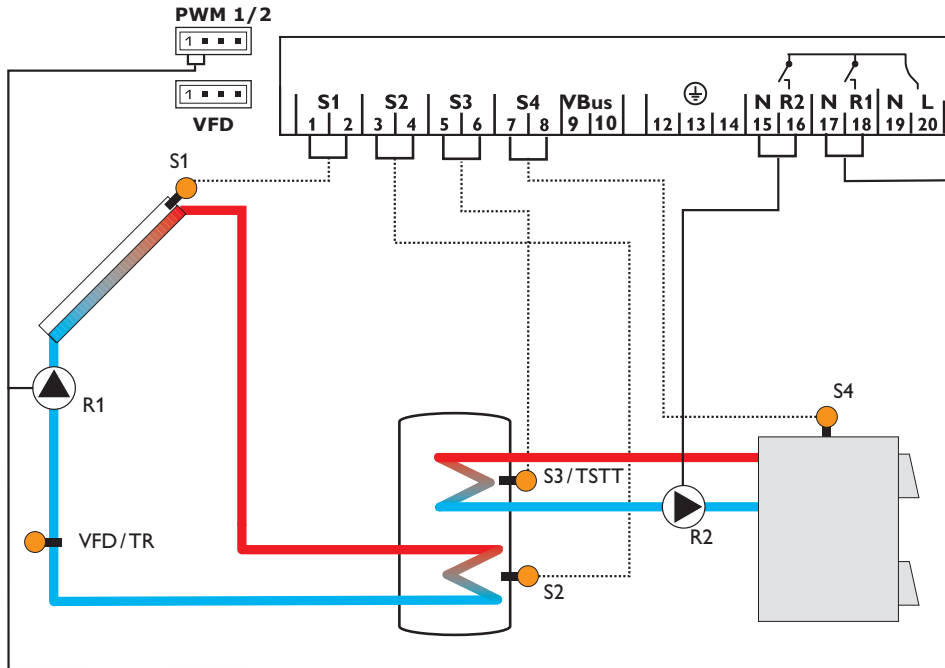 PWM 1/2
1
1
VFD
S1 S2 S3 S4 VBus N R2 N R1 N L
1 2 3 4 5 6 7 8 9 10 12 13 14 15 16 17 18 19 20
S1
R1
VFD / TR
S3 / TSTT
S2
R2
S4